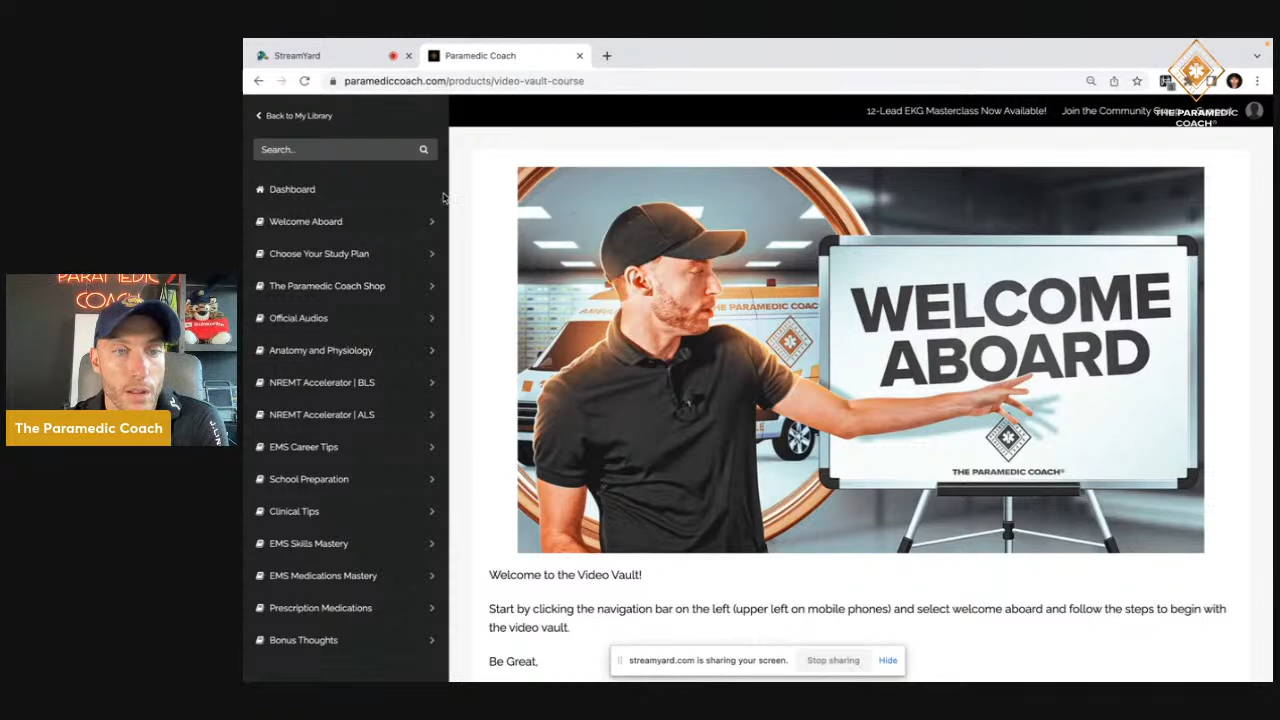 StreamYard
Paramedic Coach
paramediccoach.com/products/video-vault-course
THE PARAMEDIC
COACH®
Back to My Library
12-Lead EKG Masterclass Now Available!
Join the Community
Search...
Dashboard
Welcome Aboard
Choose Your Study Plan
The Paramedic Coach Shop
Official Audios
Anatomy and Physiology
NREMT Accelerator | BLS
NREMT Accelerator | ALS
EMS Career Tips
School Preparation
Clinical Tips
EMS Skills Mastery
EMS Medications Mastery
Prescription Medications
Bonus Thoughts
PARAMEDIC
COACH
The Paramedic Coach
THE PARAMEDIC COACH
WELCOME
ABOARD
THE PARAMEDIC COACH®
Welcome to the Video Vault!
Start by clicking the navigation bar on the left (upper left on mobile phones) and select welcome aboard and follow the steps to begin with
the video vault.
Be Great,
streamyard.com is sharing your screen.
Stop sharing
Hide